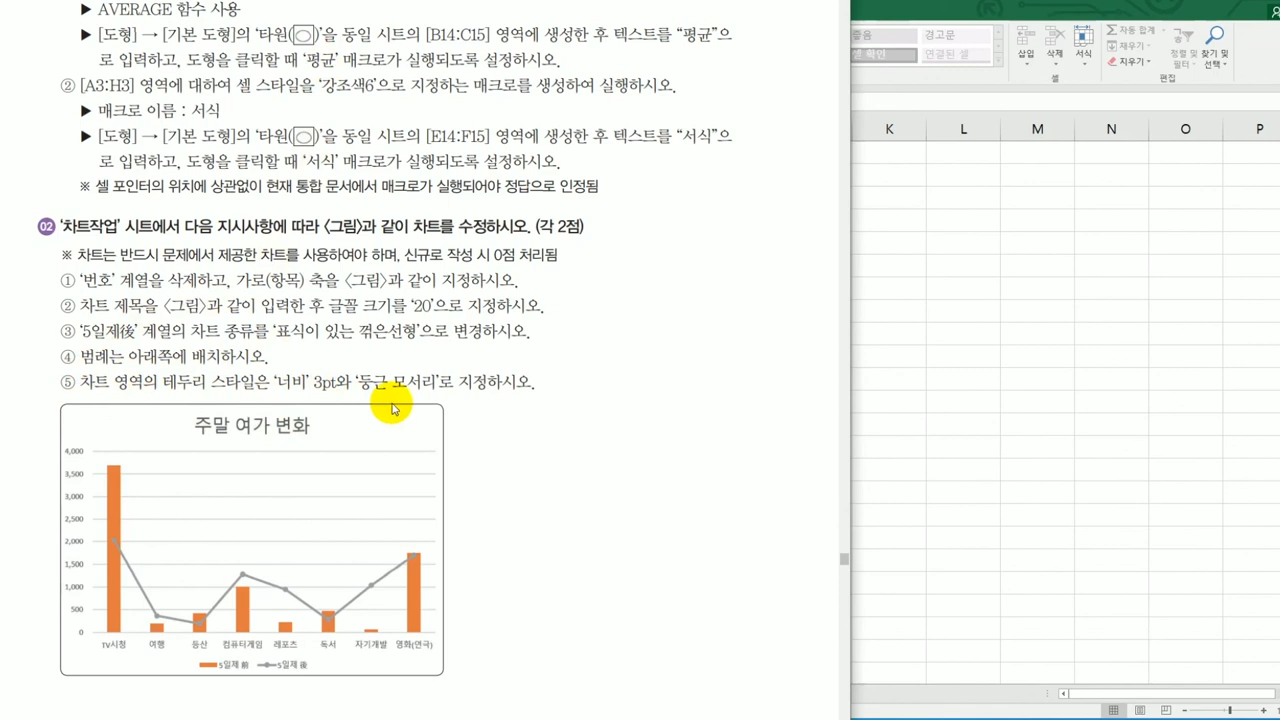 ▶ AVERAGE 함수 사용
▶ [도형] → [기본 도형]의 ‘타원(○)’을 동일 시트의 [B14:C15] 영역에 생성한 후 텍스트를 “평균”으
로 입력하고, 도형을 클릭할 때 ‘평균’ 매크로가 실행되도록 설정하시오.
② [A3:H3] 영역에 대하여 셀 스타일을 ‘강조색6’으로 지정하는 매크로를 생성하여 실행하시오.
▶ 매크로 이름 : 서식
▶ [도형] → [기본 도형]의 ‘타원(○)’을 동일 시트의 [E14:F15] 영역에 생성한 후 텍스트를 “서식”으
로 입력하고, 도형을 클릭할 때 ‘서식’ 매크로가 실행되도록 설정하시오.
※ 셀 포인터의 위치에 상관없이 현재 통합 문서에서 매크로가 실행되어야 정답으로 인정됨
02 ‘차트작업’ 시트에서 다음 지시사항에 따라 〈그림〉과 같이 차트를 수정하시오. (각 2점)
※ 차트는 반드시 문제에서 제공한 차트를 사용하여야 하며, 신규로 작성 시 0점 처리됨
① ‘번호’ 계열을 삭제하고, 가로(항목) 축을 〈그림〉과 같이 지정하시오.
② 차트 제목을 〈그림〉과 같이 입력한 후 글꼴 크기를 ‘20’으로 지정하시오.
③ ‘5일제後’ 계열의 차트 종류를 ‘표식이 있는 꺾은선형’으로 변경하시오.
④ 범례는 아래쪽에 배치하시오.
⑤ 차트 영역의 테두리 스타일은 ‘너비’ 3pt와 ‘둥근 모서리’로 지정하시오.
주말 여가 변화
4,000
3,500
3,000
2,500
2,000
1,500
1,000
500
0
TV시청 여행 등산 컴퓨터게임 레포츠 독서 자기개발 영화(연극)
5일제 前 5일제 後
좋음 경고문
셀 확인 연결된 셀
삽입 삭제 서식
셀
∑ 자동 합계
채우기
지우기
정렬 및 필터
찾기 및 선택
편집
K L M N O P